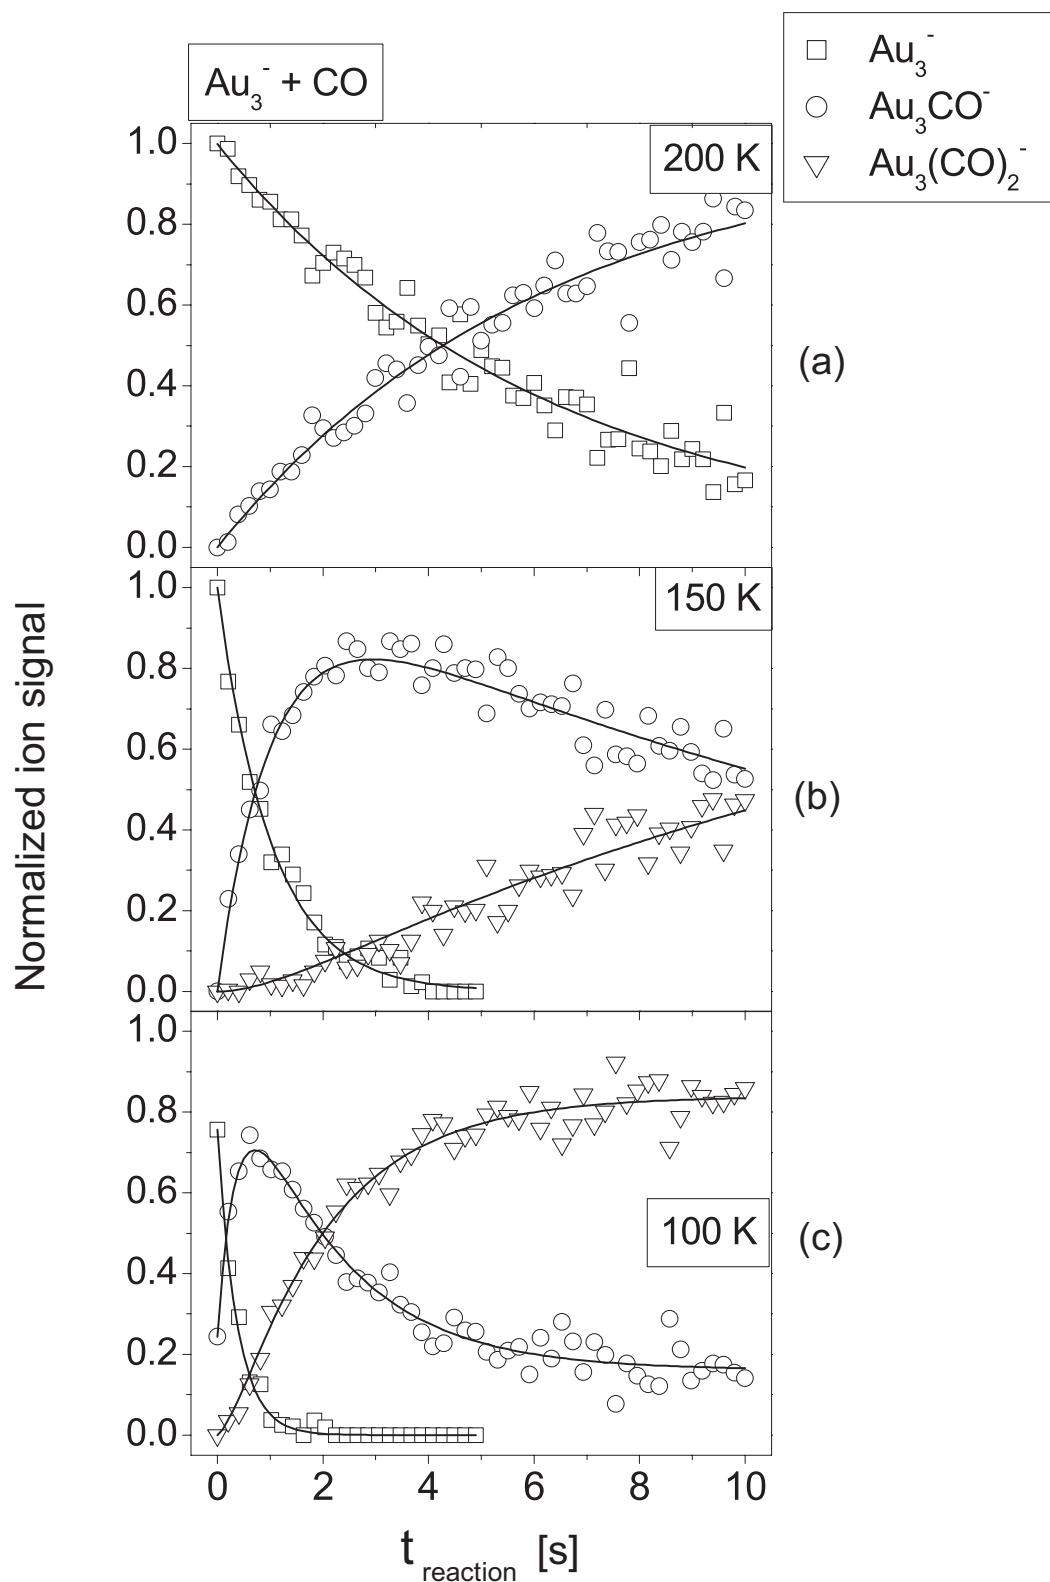 Au₃⁻ + CO
Au₃⁻
Au₃CO⁻
Au₃(CO)₂⁻
200 K
1.0
0.8
0.6
0.4
0.2
0.0
(a)
150 K
1.0
0.8
0.6
0.4
0.2
0.0
(b)
Normalized ion signal
100 K
1.0
0.8
0.6
0.4
0.2
0.0
(c)
0 2 4 6 8 10
t reaction [s]